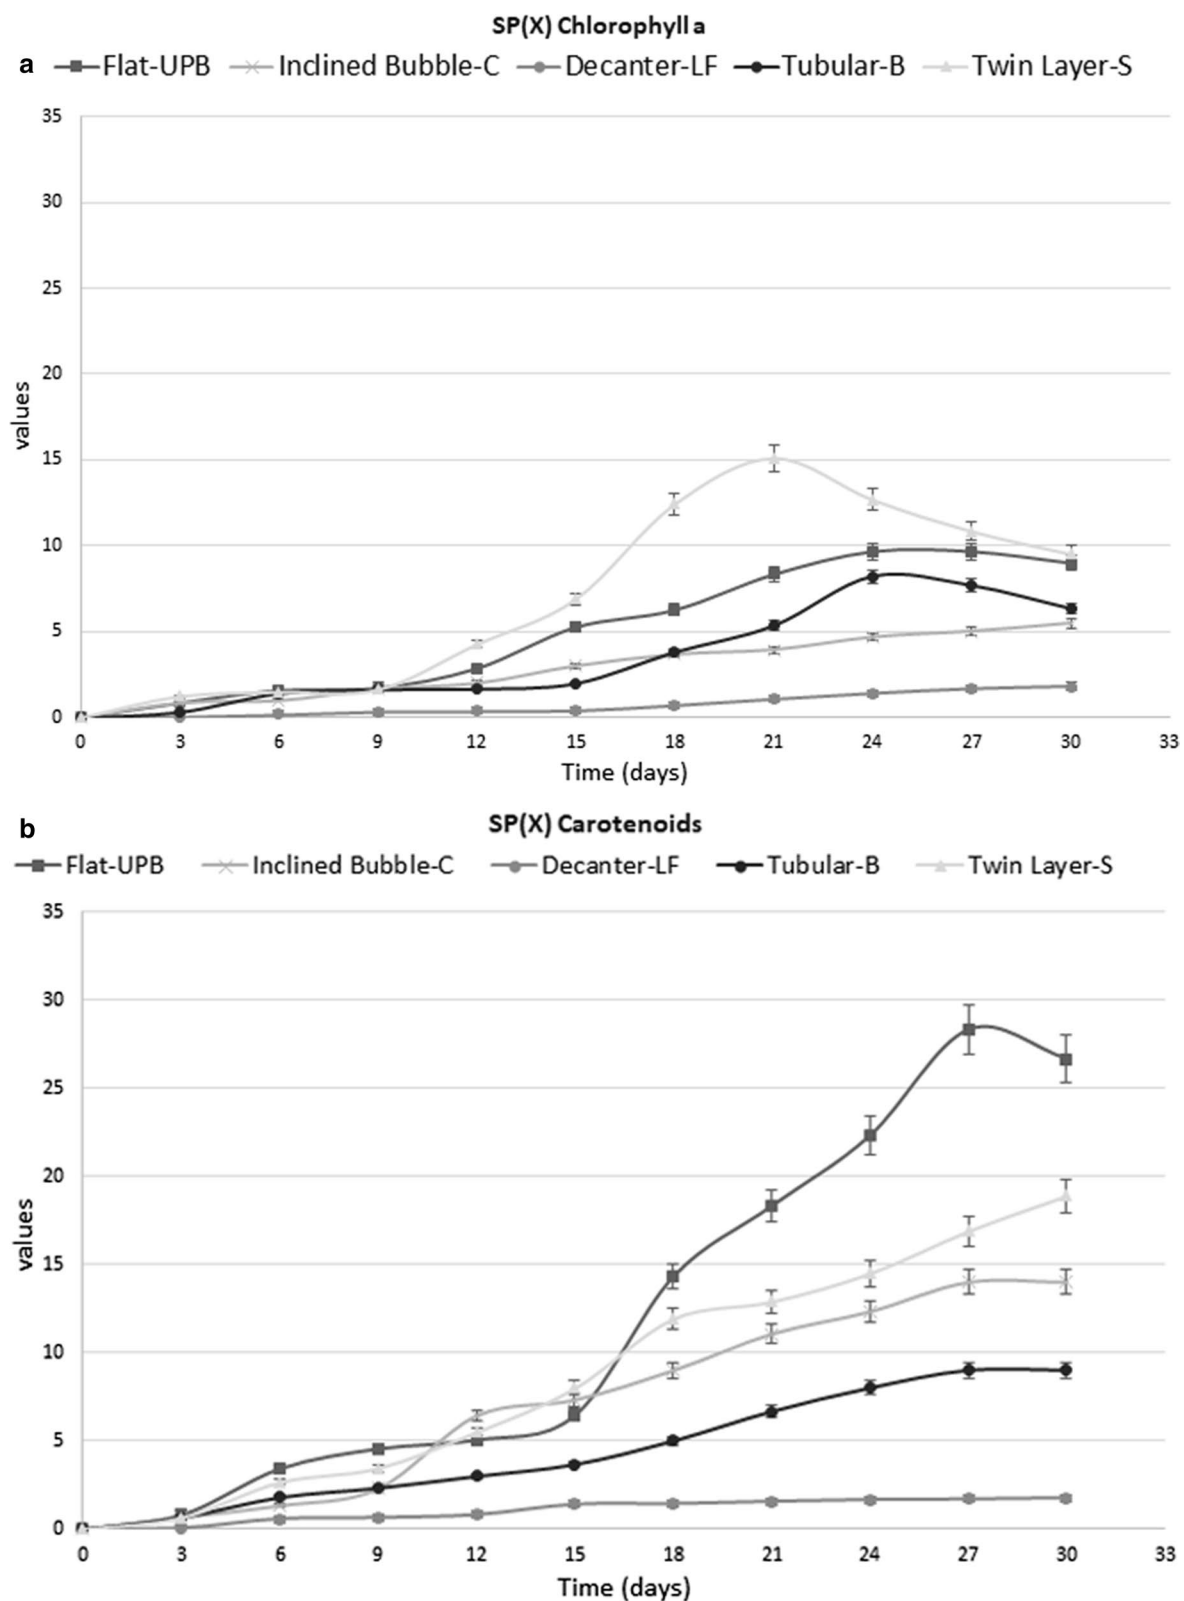 SP(X) Chlorophyll a
a
Flat-UPB Inclined Bubble-C Decanter-LF Tubular-B Twin Layer-S
35
30
25
20
15
10
5
0
values
0 3 6 9 12 15 18 21 24 27 30 33
Time (days)
SP(X) Carotenoids
b
Flat-UPB Inclined Bubble-C Decanter-LF Tubular-B Twin Layer-S
35
30
25
20
15
10
5
0
values
0 3 6 9 12 15 18 21 24 27 30 33
Time (days)